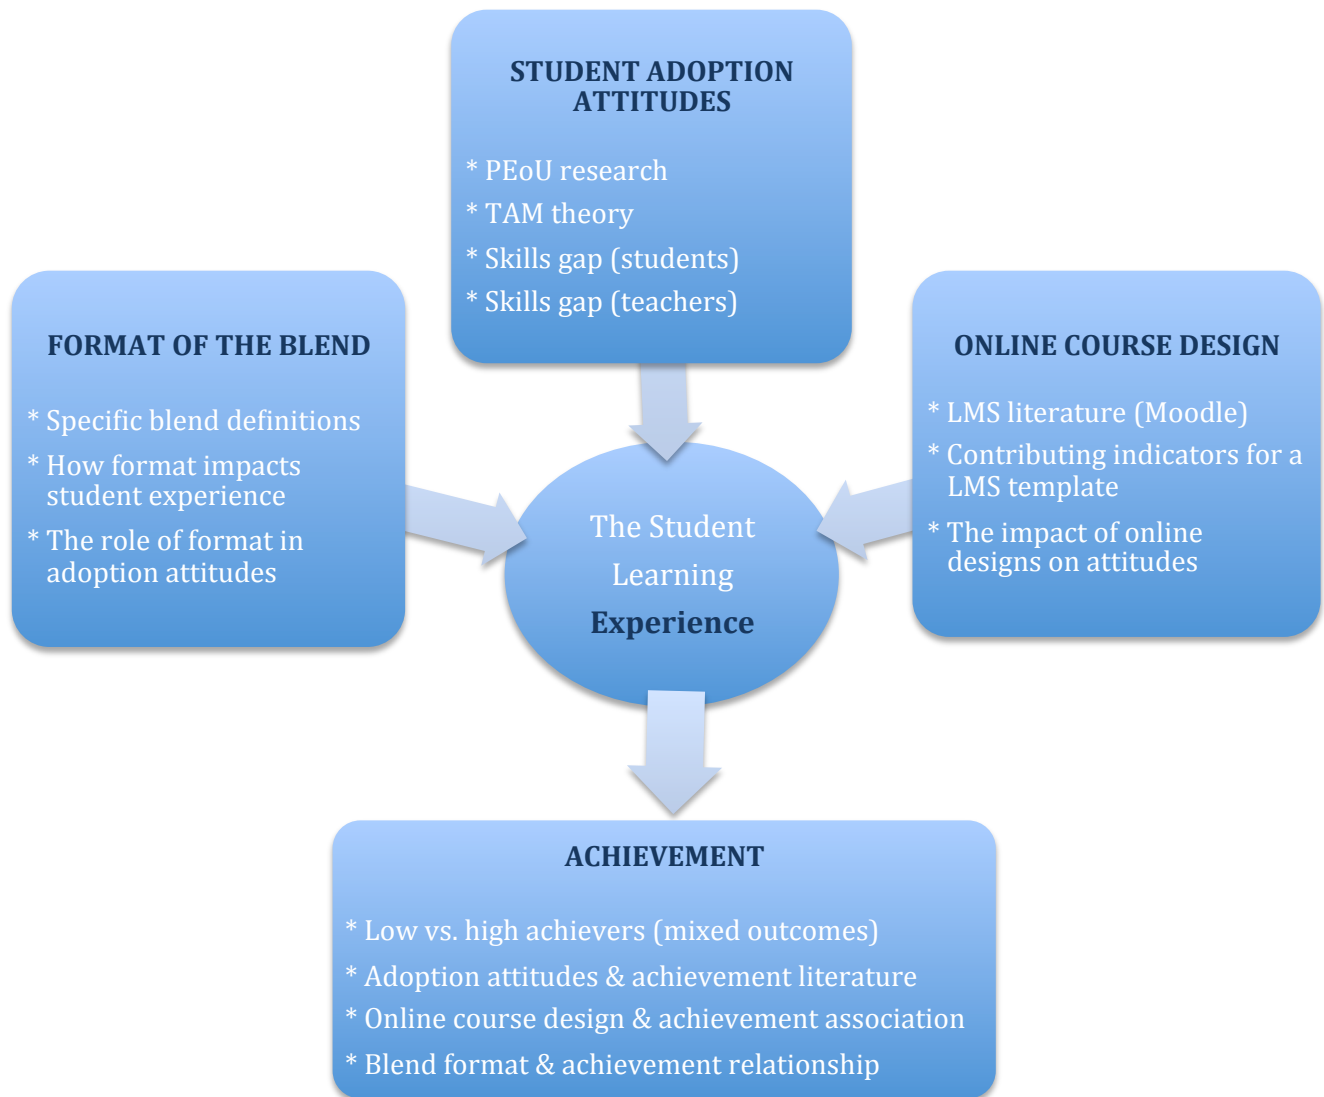 STUDENT ADOPTION
ATTITUDES
* PEoU research
* TAM theory
* Skills gap (students)
* Skills gap (teachers)
FORMAT OF THE BLEND
* Specific blend definitions
* How format impacts
student experience
* The role of format in
adoption attitudes
ONLINE COURSE DESIGN
* LMS literature (Moodle)
* Contributing indicators for a
LMS template
* The impact of online
designs on attitudes
The Student
Learning
Experience
ACHIEVEMENT
* Low vs. high achievers (mixed outcomes)
* Adoption attitudes & achievement literature
* Online course design & achievement association
* Blend format & achievement relationship